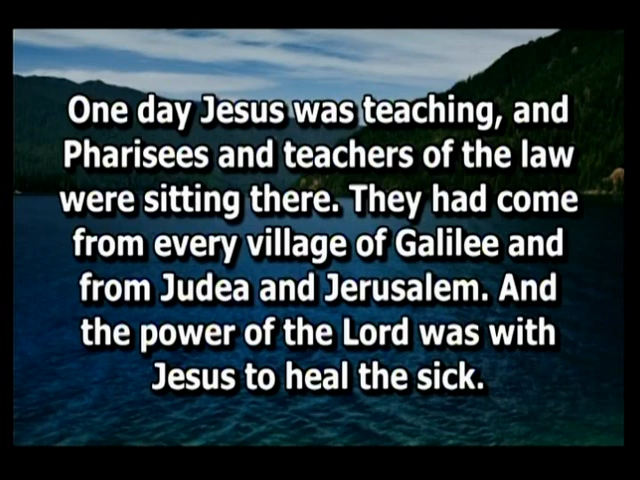 One day Jesus was teaching, and
Pharisees and teachers of the law
were sitting there. They had come
from every village of Galilee and
from Judea and Jerusalem. And
the power of the Lord was with
Jesus to heal the sick.